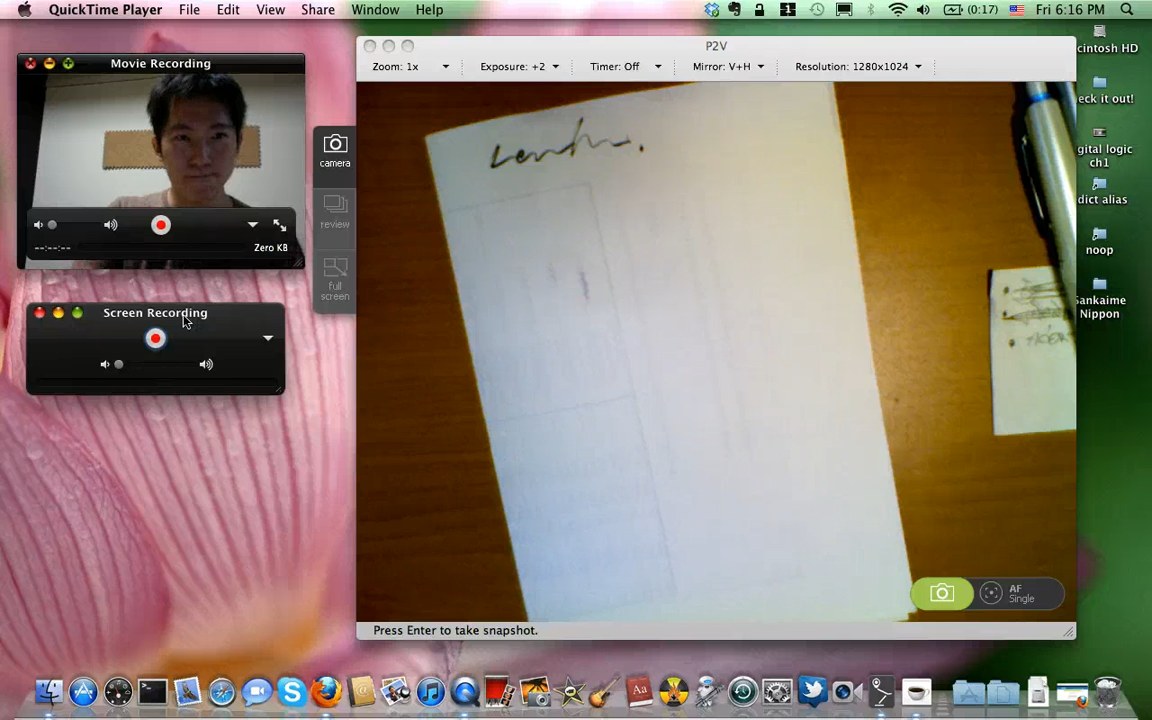 QuickTime Player File Edit View Share Window Help
1 (0:17) Fri 6:16 PM
Movie Recording
--:--:-- Zero KB
Screen Recording
camera
review
full
screen
P2V
Zoom: 1x Exposure: +2 Timer: Off Mirror: V+H Resolution: 1280x1024
AF
Single
Press Enter to take snapshot.
cintosh HD
eck it out!
gital logic
ch1
dict alias
noop
Sankaime
Nippon
Aa